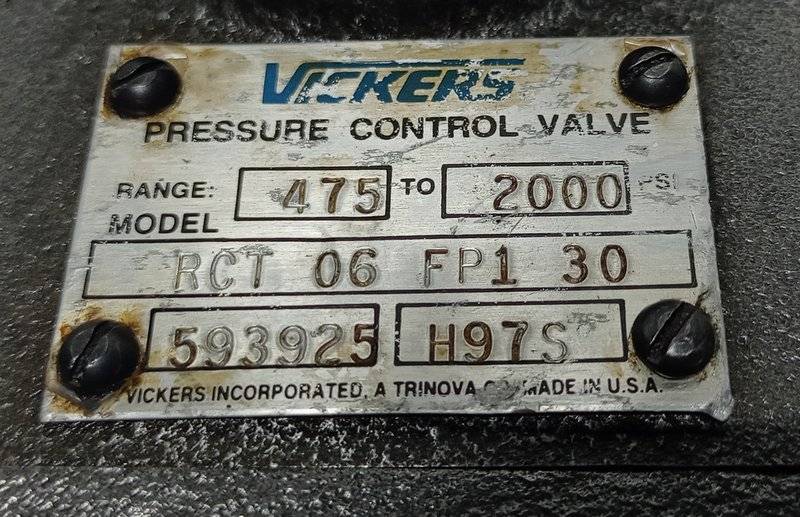 VICKERS
PRESSURE CONTROL VALVE
RANGE: 475 TO 2000 PSI
MODEL
RCT 06 FP1 30
593925 H97S
VICKERS INCORPORATED, A TRINOVA MADE IN U.S.A.